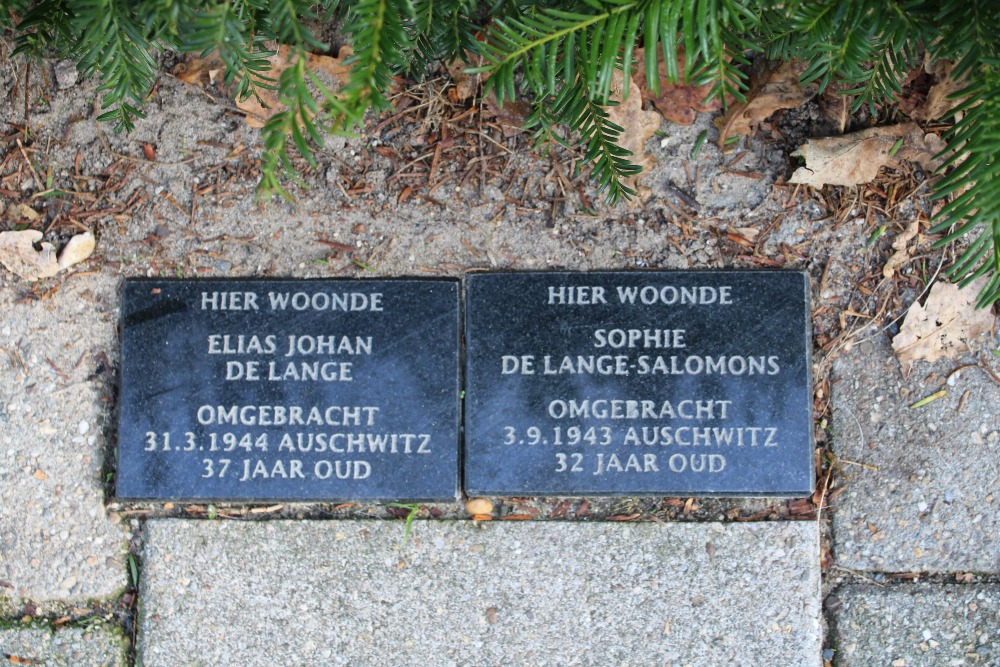 HIER WOONDE
ELIAS JOHAN
DE LANGE
OMGEBRACHT
31.3.1944 AUSCHWITZ
37 JAAR OUD
HIER WOONDE
SOPHIE
DE LANGE-SALOMONS
OMGEBRACHT
3.9.1943 AUSCHWITZ
32 JAAR OUD